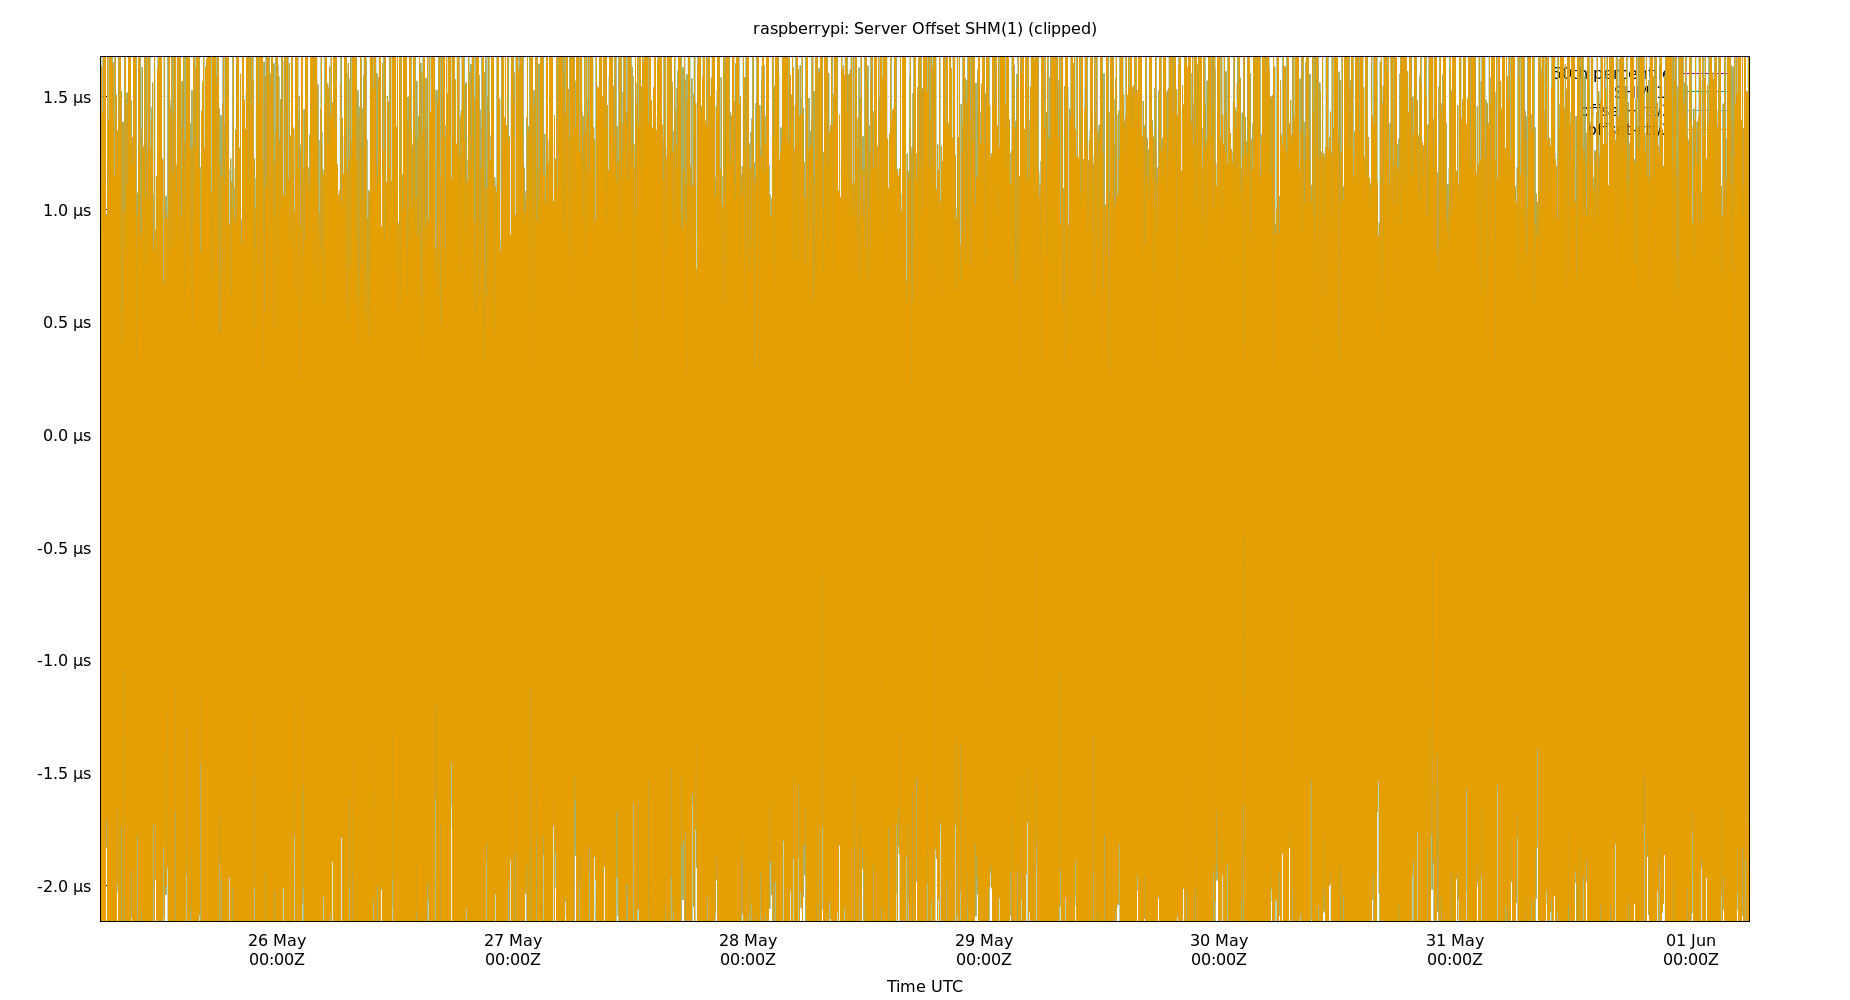 raspberrypi: Server Offset SHM(1) (clipped)
1.5 µs
1.0 µs
0.5 µs
0.0 µs
-0.5 µs
-1.0 µs
-1.5 µs
-2.0 µs
26 May
00:00Z
27 May
00:00Z
28 May
00:00Z
29 May
00:00Z
30 May
00:00Z
31 May
00:00Z
01 Jun
00:00Z
Time UTC